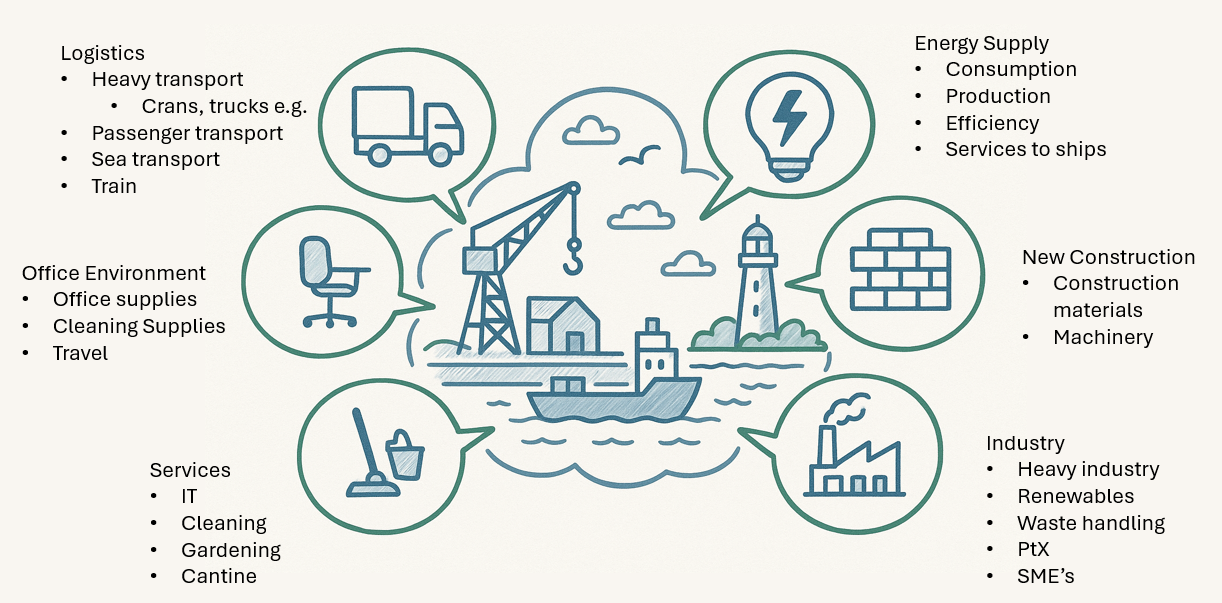 Logistics
• Heavy transport
• Crans, trucks e.g.
• Passenger transport
• Sea transport
• Train
Energy Supply
• Consumption
• Production
• Efficiency
• Services to ships
Office Environment
• Office supplies
• Cleaning Supplies
• Travel
New Construction
• Construction
materials
• Machinery
Services
• IT
• Cleaning
• Gardening
• Cantine
Industry
• Heavy industry
• Renewables
• Waste handling
• PtX
• SME’s